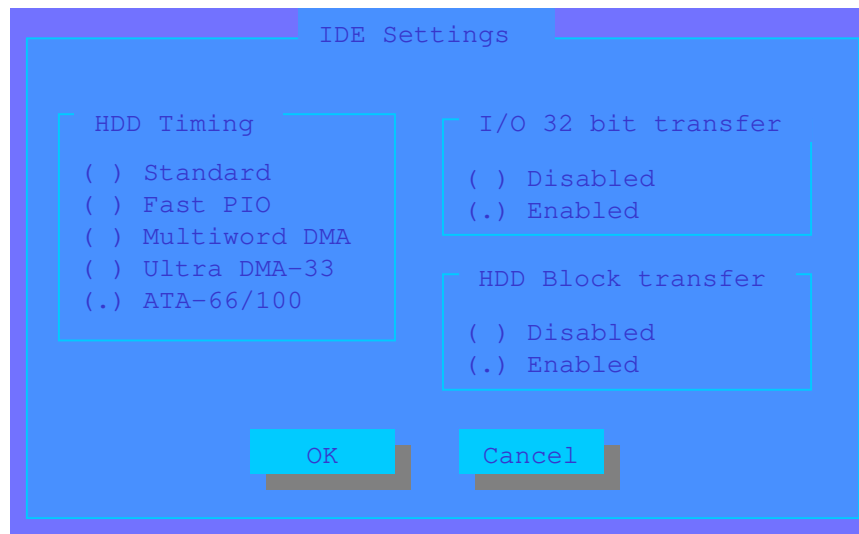 IDE Settings
HDD Timing
( ) Standard
( ) Fast PIO
( ) Multiword DMA
( ) Ultra DMA-33
(.) ATA-66/100
I/O 32 bit transfer
( ) Disabled
(.) Enabled
HDD Block transfer
( ) Disabled
(.) Enabled
OK
Cancel